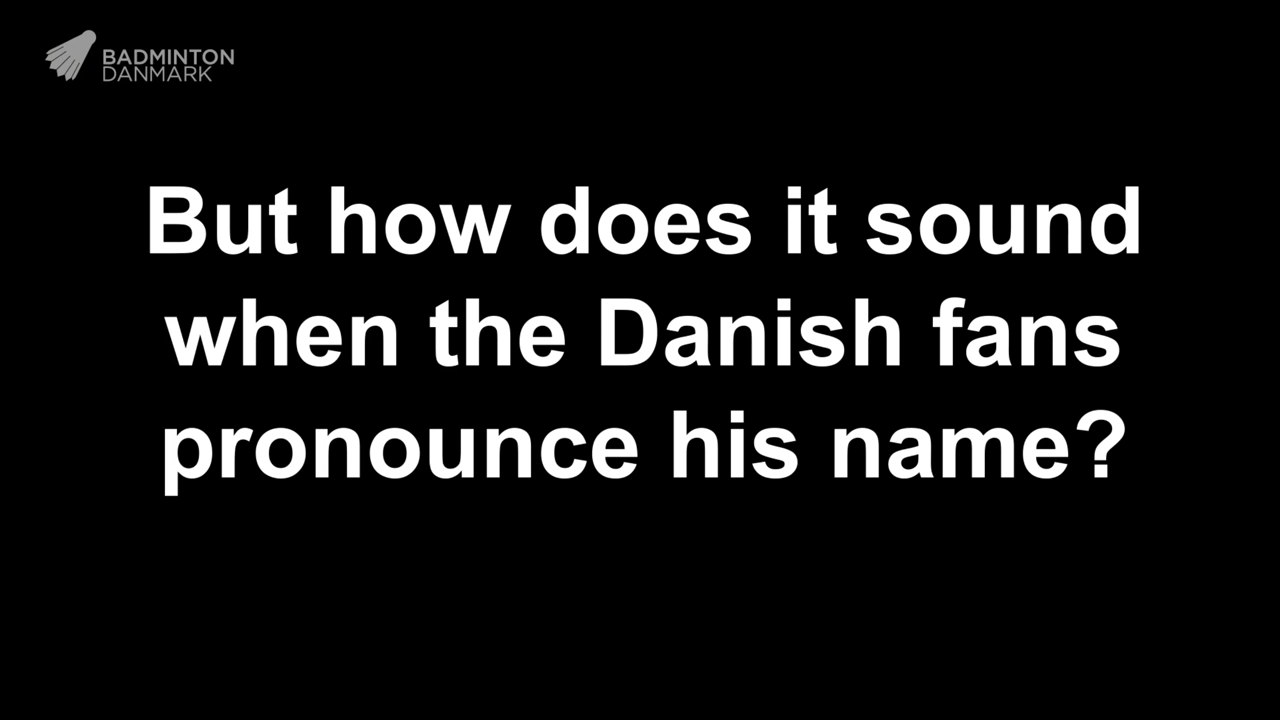 BADMINTON
DANMARK
But how does it sound
when the Danish fans
pronounce his name?